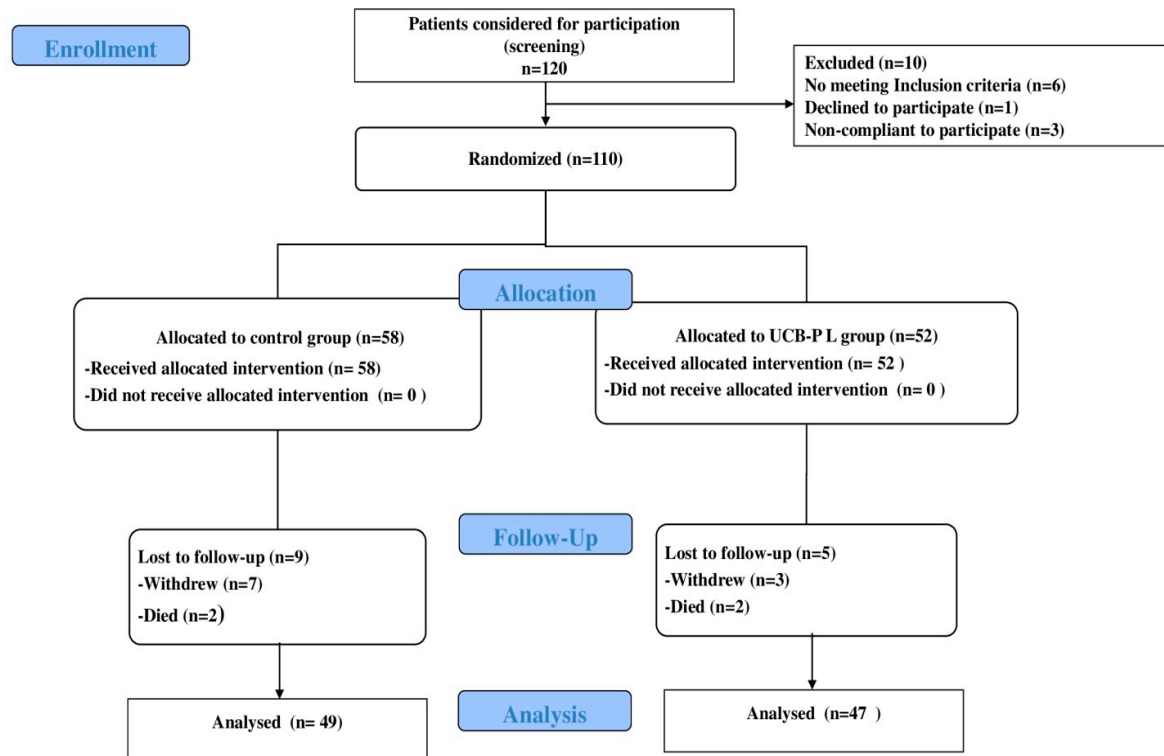 Enrollment
Patients considered for participation
(screening)
n=120
Excluded (n=10)
No meeting Inclusion criteria (n=6)
Declined to participate (n=1)
Non-compliant to participate (n=3)
Randomized (n=110)
Allocation
Allocated to control group (n=58)
-Received allocated intervention (n= 58)
-Did not receive allocated intervention (n= 0 )
Allocated to UCB-P L group (n=52)
-Received allocated intervention (n= 52 )
-Did not receive allocated intervention (n= 0 )
Follow-Up
Lost to follow-up (n=9)
-Withdrew (n=7)
-Died (n=2)
Lost to follow-up (n=5)
-Withdrew (n=3)
-Died (n=2)
Analysis
Analysed (n= 49)
Analysed (n=47 )